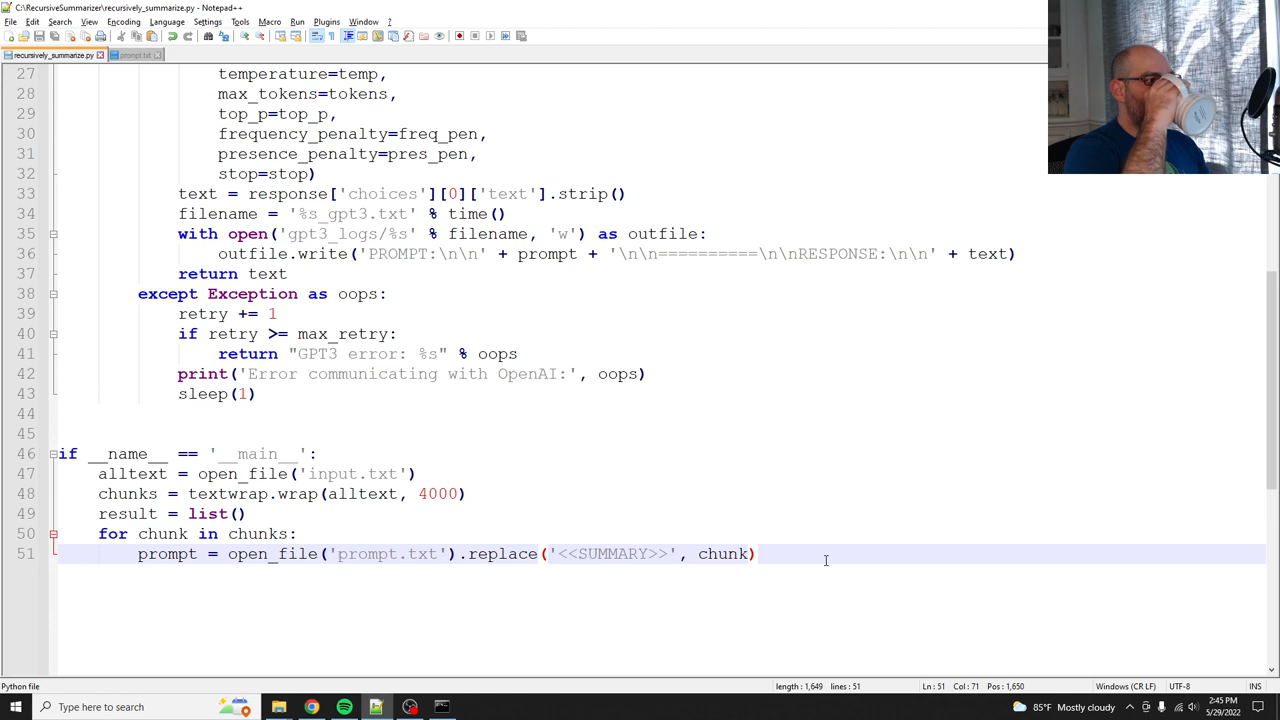 C:\RecursiveSummarizer\recursively_summarize.py - Notepad++
File Edit Search View Encoding Language Settings Tools Macro Run Plugins Window ?
recursively_summarize.py prompt.txt
27 temperature=temp,
28 max_tokens=tokens,
29 top_p=top_p,
30 frequency_penalty=freq_pen,
31 presence_penalty=pres_pen,
32 stop=stop)
33 text = response['choices'][0]['text'].strip()
34 filename = '%s_gpt3.txt' % time()
35 with open('gpt3_logs/%s' % filename, 'w') as outfile:
36 outfile.write('PROMPT:\n\n' + prompt + '\n\n==========\n\nRESPONSE:\n\n' + text)
37 return text
38 except Exception as oops:
39 retry += 1
40 if retry >= max_retry:
41 return "GPT3 error: %s" % oops
42 print('Error communicating with OpenAI:', oops)
43 sleep(1)
44
45
46 if __name__ == '__main__':
47 alltext = open_file('input.txt')
48 chunks = textwrap.wrap(alltext, 4000)
49 result = list()
50 for chunk in chunks:
51 prompt = open_file('prompt.txt').replace('<<SUMMARY>>', chunk)
Python file length : 1,649 lines : 51 Ln : 51 Col : 71 Pos : 1,650 Windows (CR LF) UTF-8 INS
Type here to search 85°F Mostly cloudy 2:45 PM
5/29/2022